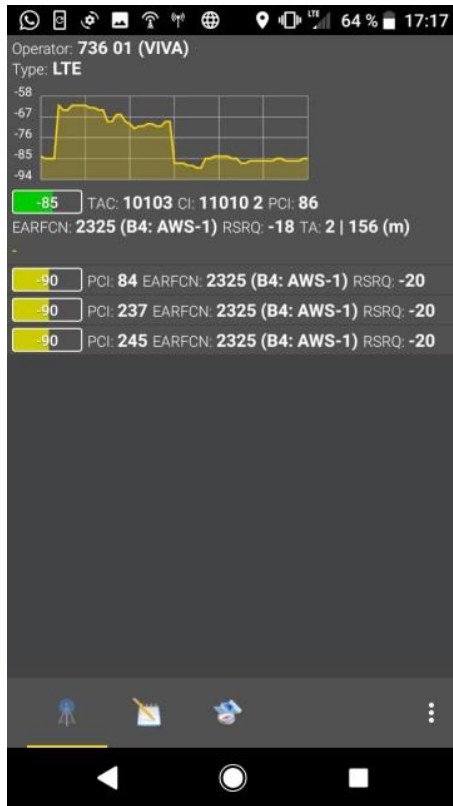 LTE 64 % 17:17
Operator: 736 01 (VIVA)
Type: LTE
-58
-67
-76
-85
-94
-85 TAC: 10103 CI: 11010 2 PCI: 86
EARFCN: 2325 (B4: AWS-1) RSRQ: -18 TA: 2 | 156 (m)
-
-90 PCI: 84 EARFCN: 2325 (B4: AWS-1) RSRQ: -20
-90 PCI: 237 EARFCN: 2325 (B4: AWS-1) RSRQ: -20
-90 PCI: 245 EARFCN: 2325 (B4: AWS-1) RSRQ: -20